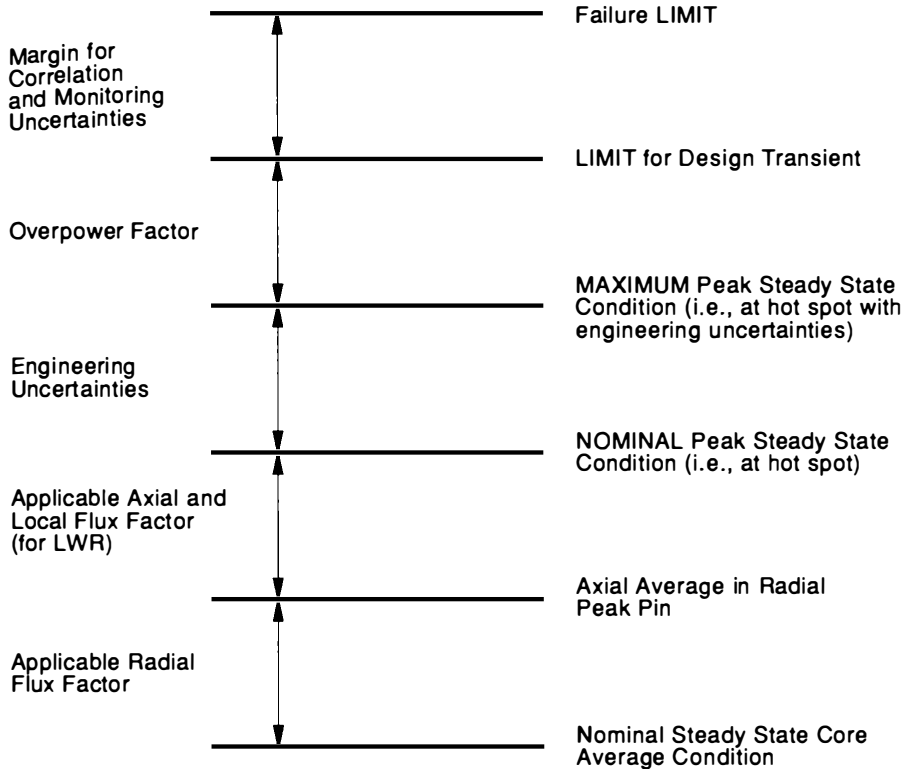 Failure LIMIT
Margin for
Correlation
and Monitoring
Uncertainties
LIMIT for Design Transient
Overpower Factor
MAXIMUM Peak Steady State
Condition (i.e., at hot spot with
engineering uncertainties)
Engineering
Uncertainties
NOMINAL Peak Steady State
Condition (i.e., at hot spot)
Applicable Axial and
Local Flux Factor
(for LWR)
Axial Average in Radial
Peak Pin
Applicable Radial
Flux Factor
Nominal Steady State Core
Average Condition